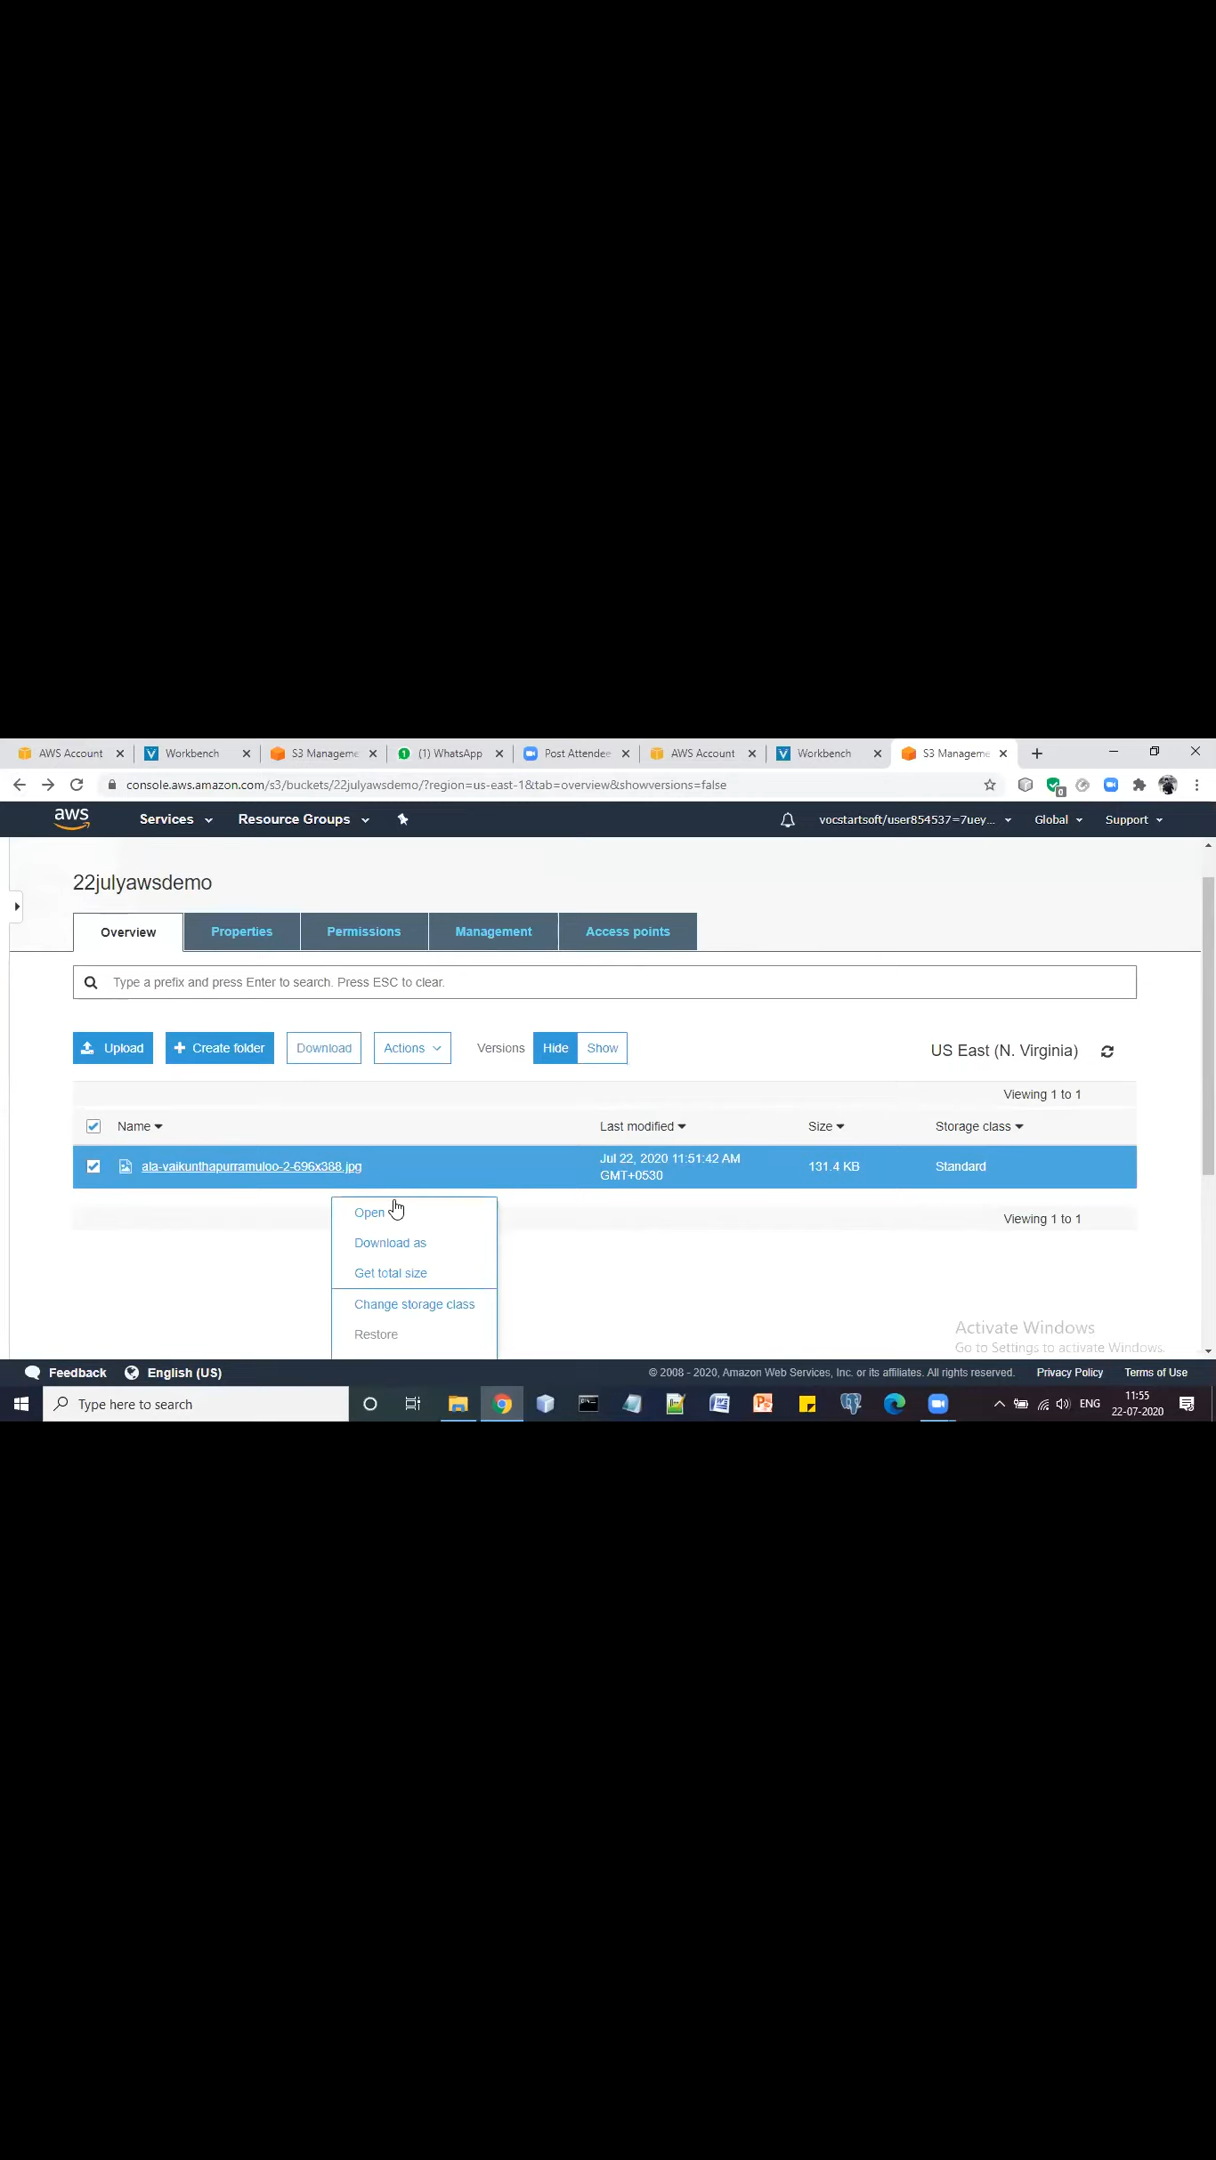 AWS Account
Workbench
S3 Manageme
(1) WhatsApp
Post Attendee
AWS Account
Workbench
S3 Manageme
console.aws.amazon.com/s3/buckets/22julyawsdemo/?region=us-east-1&tab=overview&showversions=false
aws Services Resource Groups vocstartsoft/user854537=7uey... Global Support
22julyawsdemo
Overview Properties Permissions Management Access points
Type a prefix and press Enter to search. Press ESC to clear.
Upload + Create folder Download Actions Versions Hide Show US East (N. Virginia)
Viewing 1 to 1
Name Last modified Size Storage class
ala-vaikunthapurramuloo-2-696x388.jpg Jul 22, 2020 11:51:42 AM GMT+0530 131.4 KB Standard
Viewing 1 to 1
Open
Download as
Get total size
Change storage class
Restore
Activate Windows
Go to Settings to activate Windows.
Feedback English (US) © 2008 - 2020, Amazon Web Services, Inc. or its affiliates. All rights reserved. Privacy Policy Terms of Use
Type here to search ENG 11:55
22-07-2020